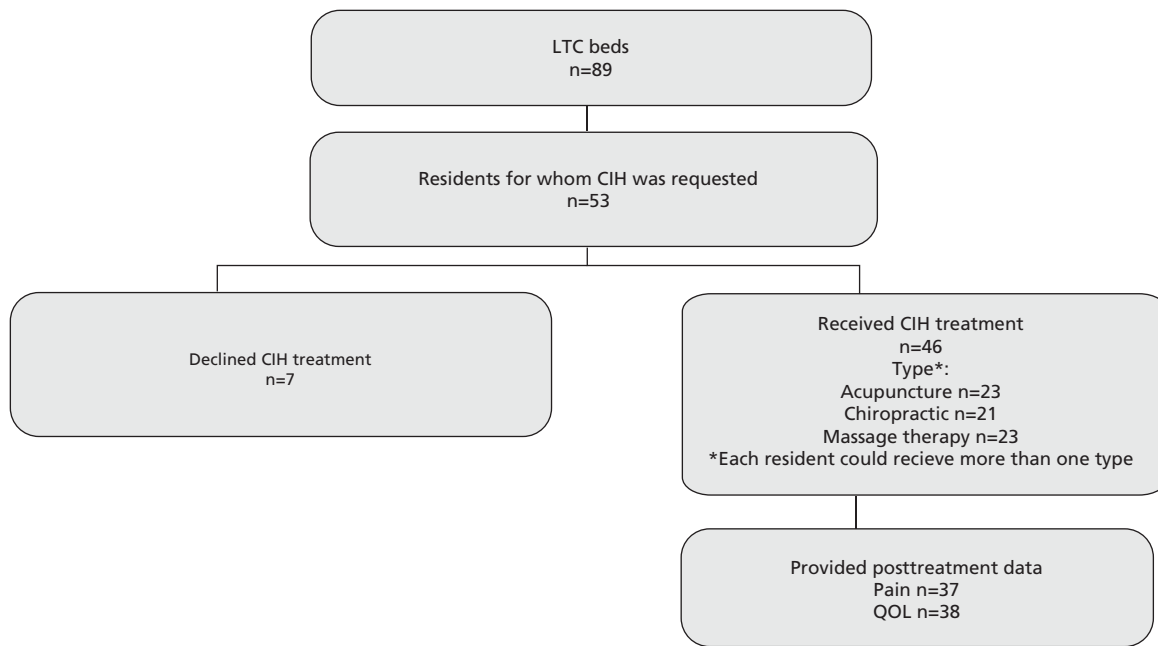 LTC beds
n=89
Residents for whom CIH was requested
n=53
Declined CIH treatment
n=7
Received CIH treatment
n=46
Type*:
Acupuncture n=23
Chiropractic n=21
Massage therapy n=23
*Each resident could recieve more than one type
Provided posttreatment data
Pain n=37
QOL n=38